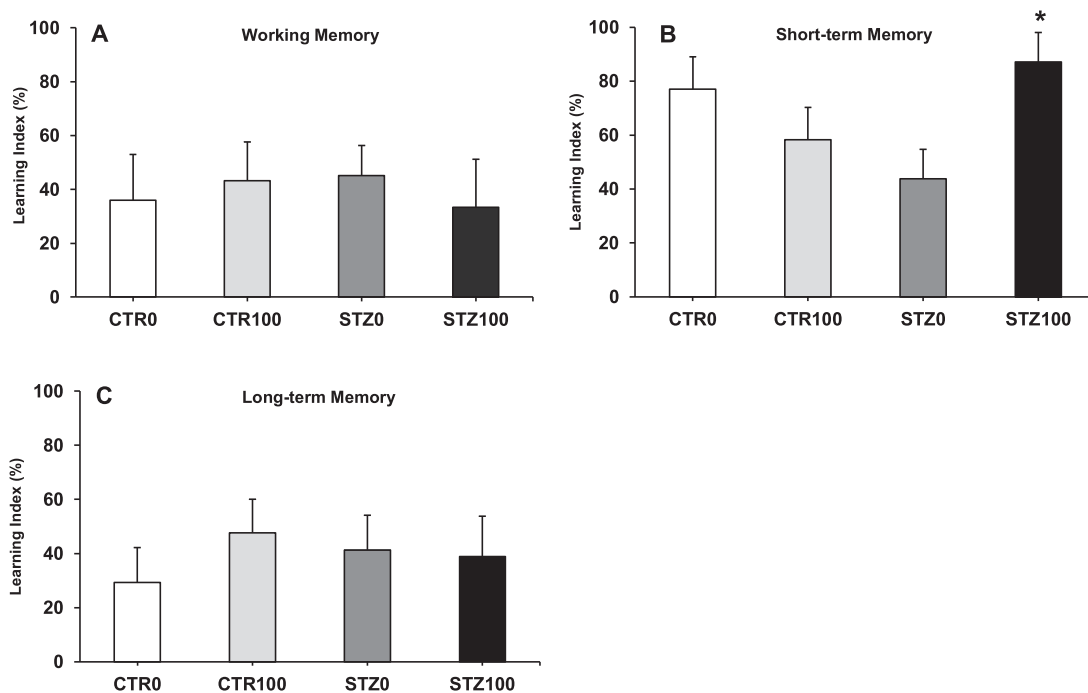 A
Working Memory
Learning Index (%)
100
80
60
40
20
0
CTR0 CTR100 STZ0 STZ100
B
Short-term Memory
*
Learning Index (%)
100
80
60
40
20
0
CTR0 CTR100 STZ0 STZ100
C
Long-term Memory
Learning Index (%)
100
80
60
40
20
0
CTR0 CTR100 STZ0 STZ100